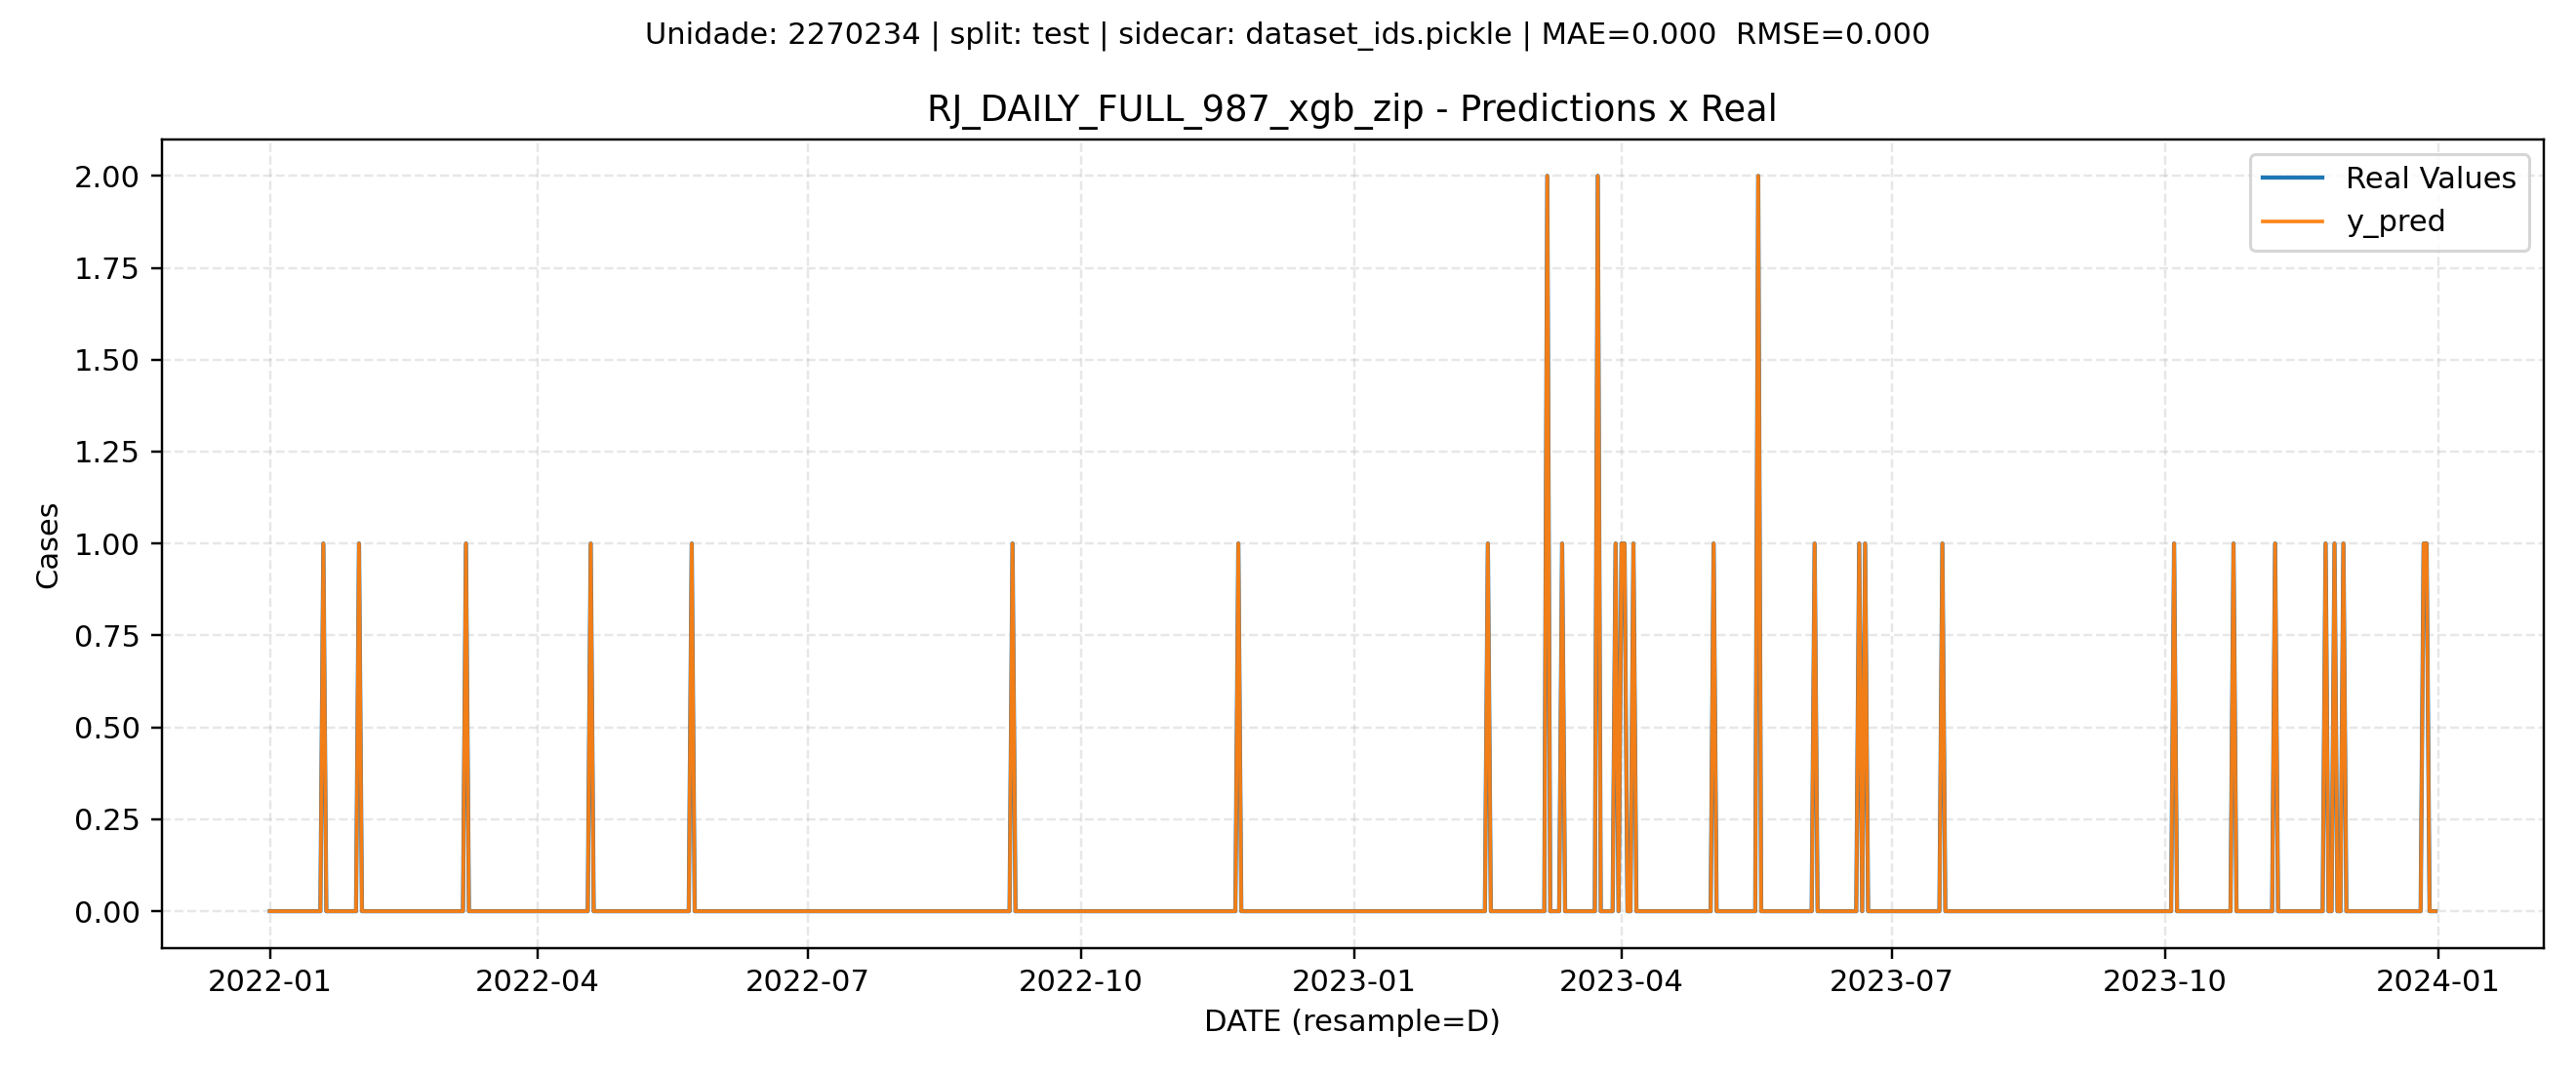 Unidade: 2270234 | split: test | sidecar: dataset_ids.pickle | MAE=0.000  RMSE=0.000
RJ_DAILY_FULL_987_xgb_zip - Predictions x Real
Real Values
y_pred
2.00
1.75
1.50
1.25
1.00
0.75
0.50
0.25
0.00
Cases
2022-01 2022-04 2022-07 2022-10 2023-01 2023-04 2023-07 2023-10 2024-01
DATE (resample=D)